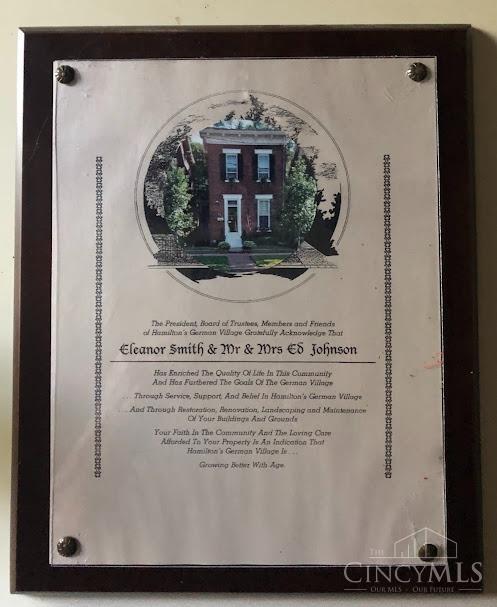 The President, Board of Trustees, Members and Friends
of Hamilton's German Village Gratefully Acknowledge That
Eleanor Smith & Mr & Mrs Ed Johnson
Has Enriched The Quality Of Life In This Community
And Has Furthered The Goals Of The German Village
. . . Through Service, Support, And Belief In Hamilton's German Village
. . . And Through Restoration, Renovation, Landscaping and Maintenance
Of Your Buildings And Grounds
Your Faith In The Community And The Loving Care
Afforded To Your Property Is An Indication That
Hamilton's German Village Is . . .
Growing Better With Age.
THE
CINCYMLS
OUR MLS - OUR FUTURE